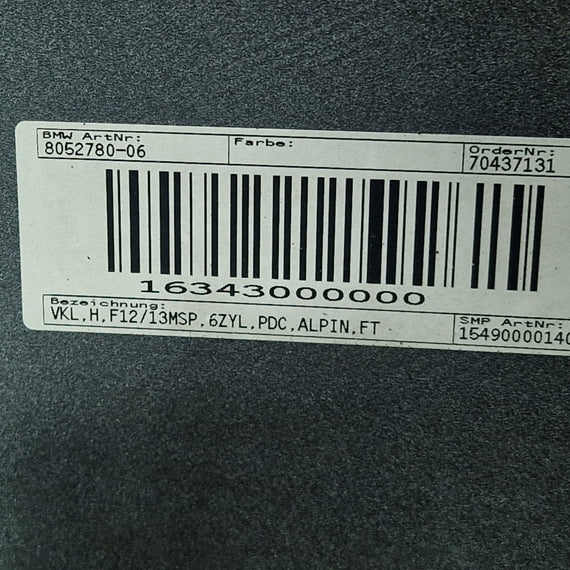 BMW ArtNr: Farbe: OrderNr:
8052780-06 70437131
16343000000
Bezeichnung: SMP ArtNr:
VKL,H,F12/13MSP,6ZYL,PDC,ALPIN,FT 1549000014